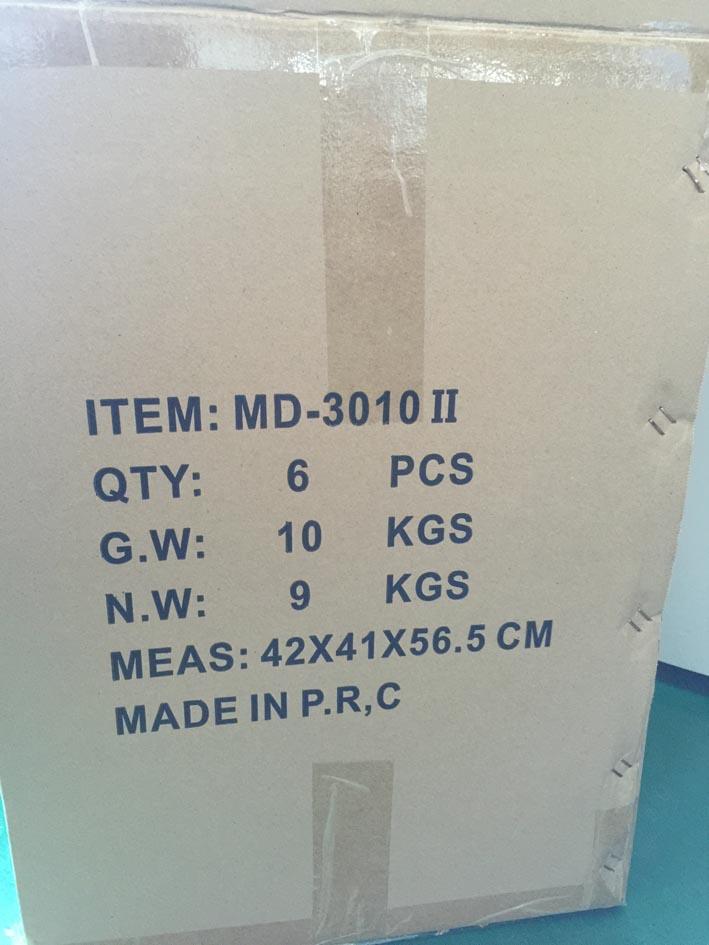 ITEM: MD-3010 II
QTY: 6 PCS
G.W: 10 KGS
N.W: 9 KGS
MEAS: 42X41X56.5 CM
MADE IN P.R,C